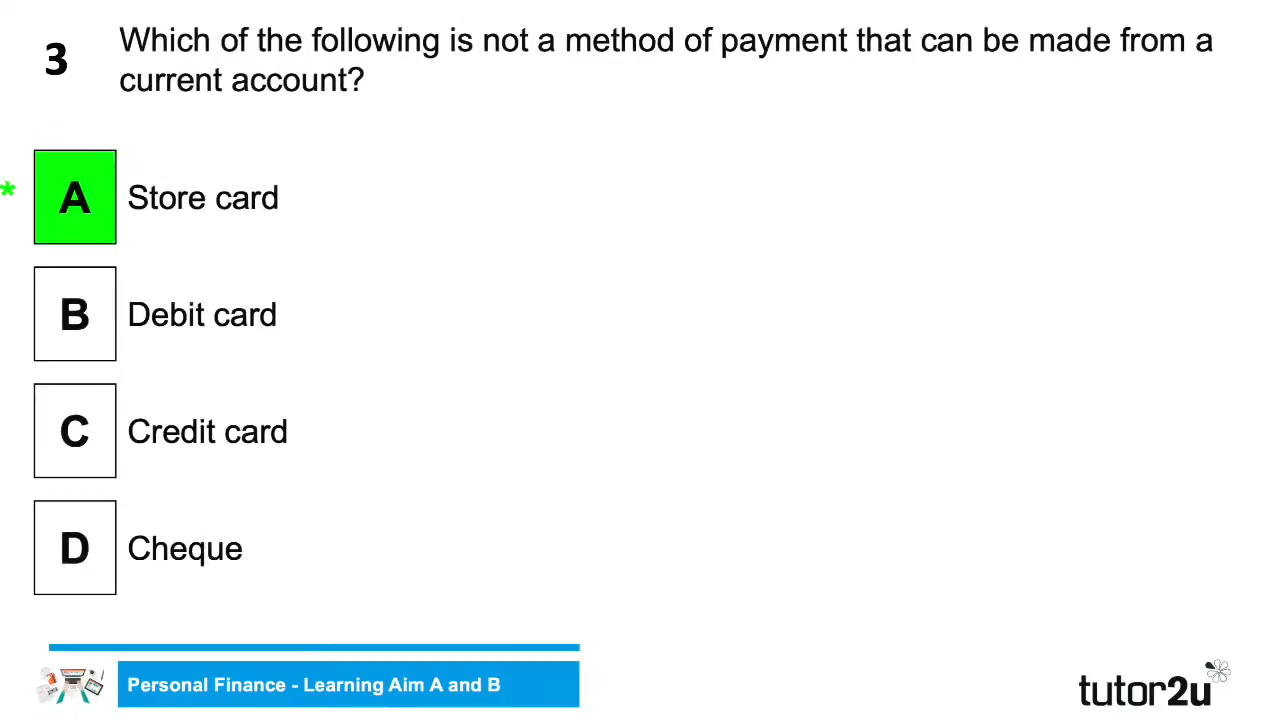 3
Which of the following is not a method of payment that can be made from a
current account?
* A Store card
B Debit card
C Credit card
D Cheque
Personal Finance - Learning Aim A and B
tutor2u